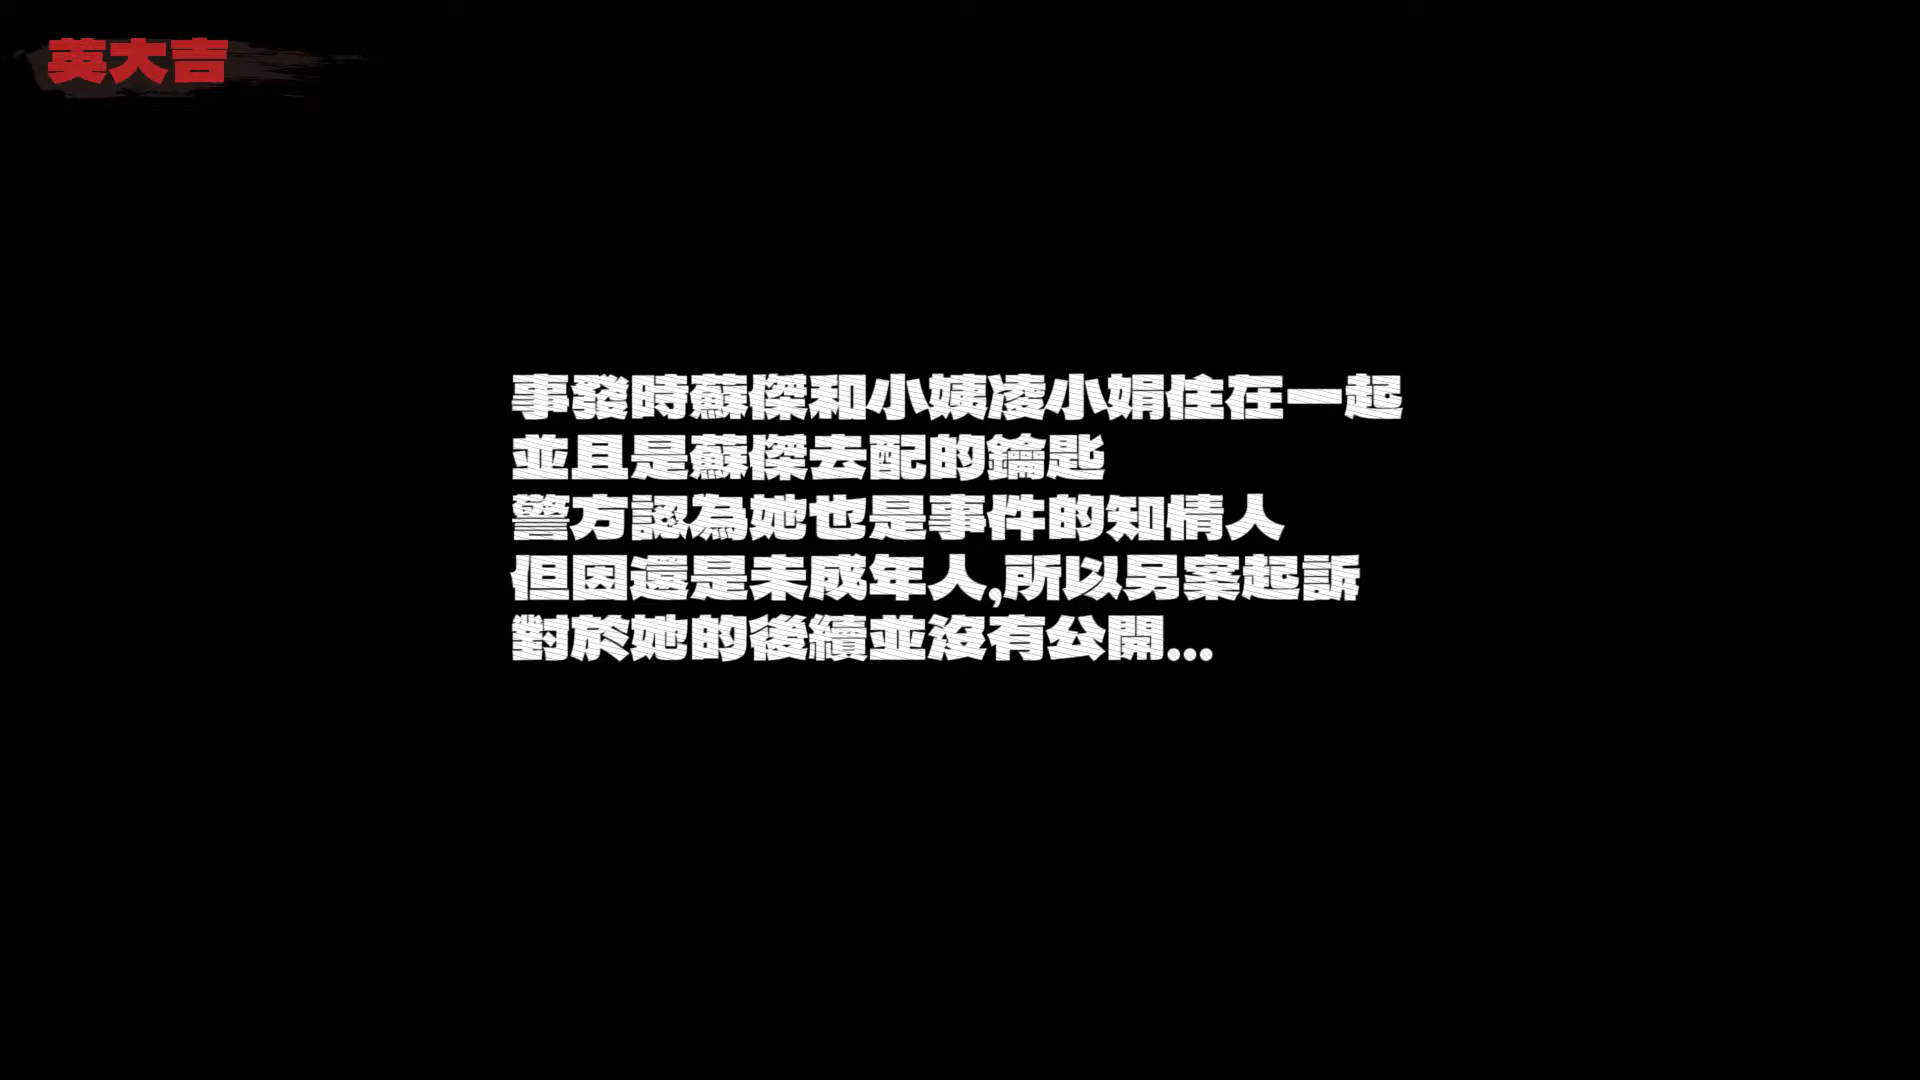 英大吉
事發時蘇傑和小姨凌小娟住在一起
並且是蘇傑去配的鑰匙
警方認為她也是事件的知情人
但因還是未成年人,所以另案起訴
對於她的後續並沒有公開...